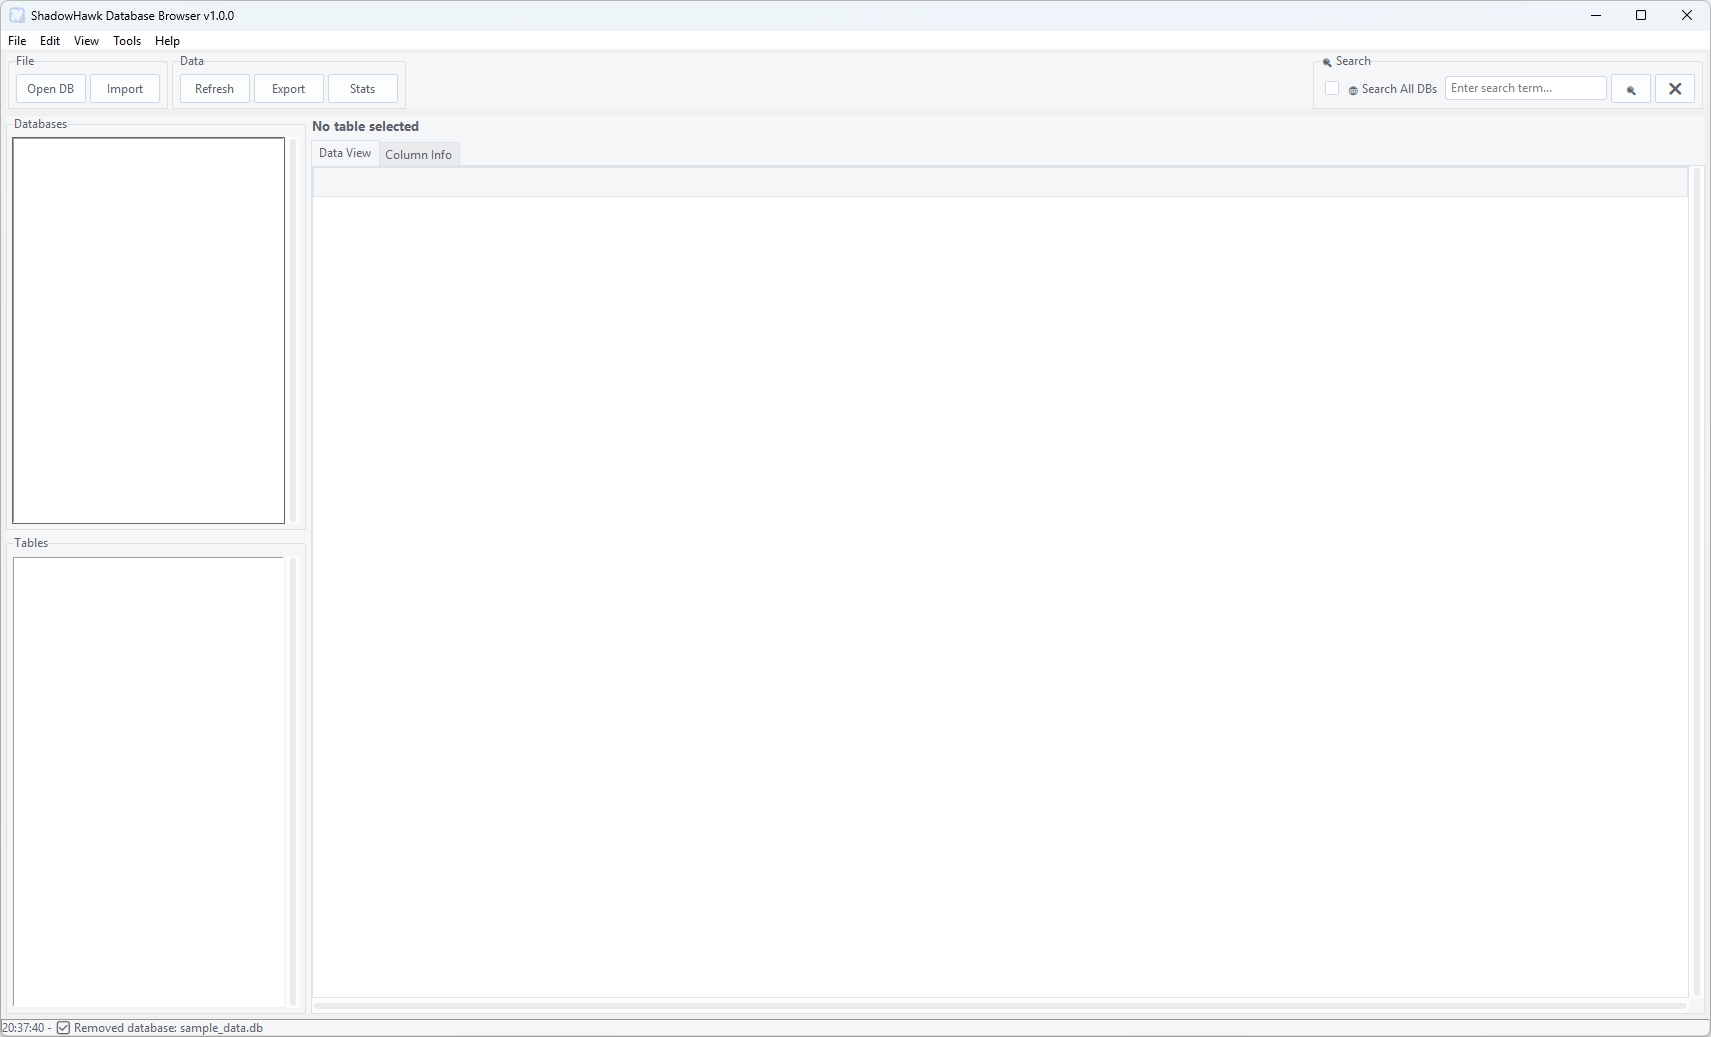 ShadowHawk Database Browser v1.0.0
File Edit View Tools Help
File
Open DB Import
Data
Refresh Export Stats
Search
Search All DBs Enter search term...
Databases
No table selected
Data View Column Info
Tables
20:37:40 - Removed database: sample_data.db